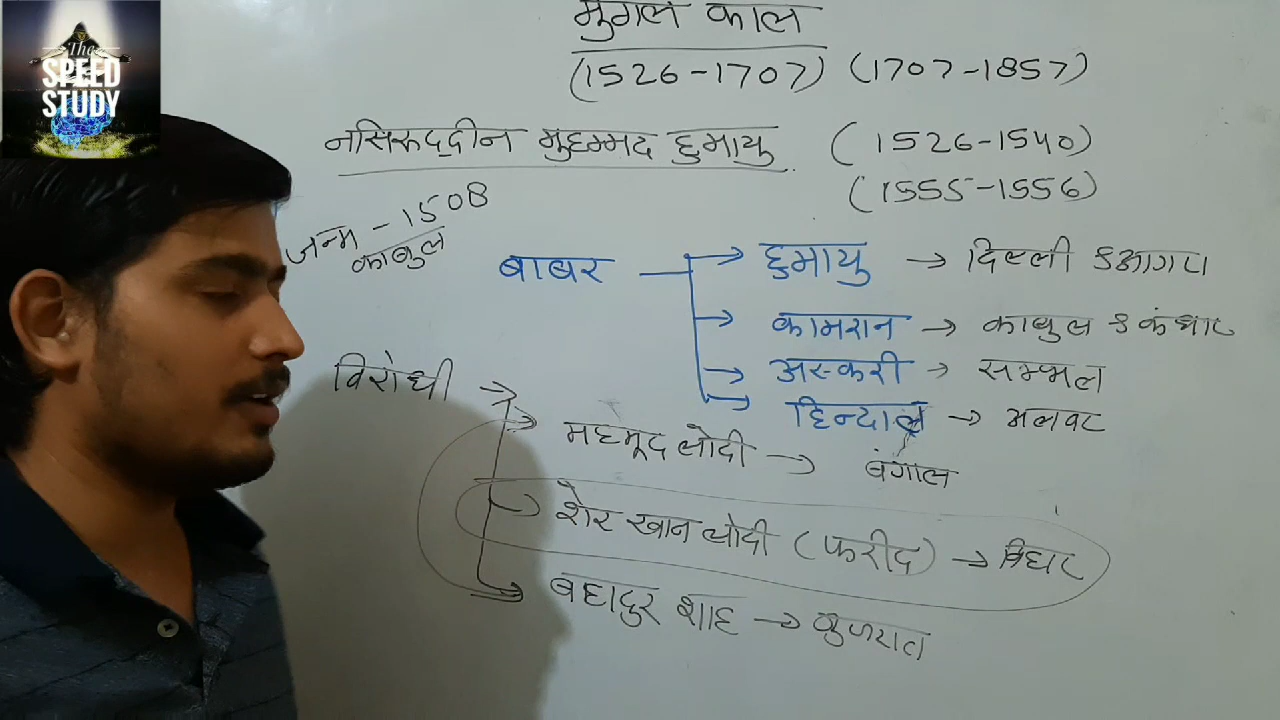 The
SPEED
STUDY
मुगल काल
(1526-1707) (1707-1857)
नसिरुद्दीन मुहम्मद हुमायु (1526-1540)
(1555-1556)
जन्म - 1508
काबुल
बाबर → हुमायु → दिल्ली & आगरा
→ कामरान → काबुल & कंधार
→ अस्करी → सम्भल
→ हिन्दाल → अलवर
विरोधी →
→ महमूद लोदी → बंगाल
→ शेर खान लोदी (फरीद) → बिहार
→ बहादुर शाह → गुजरात